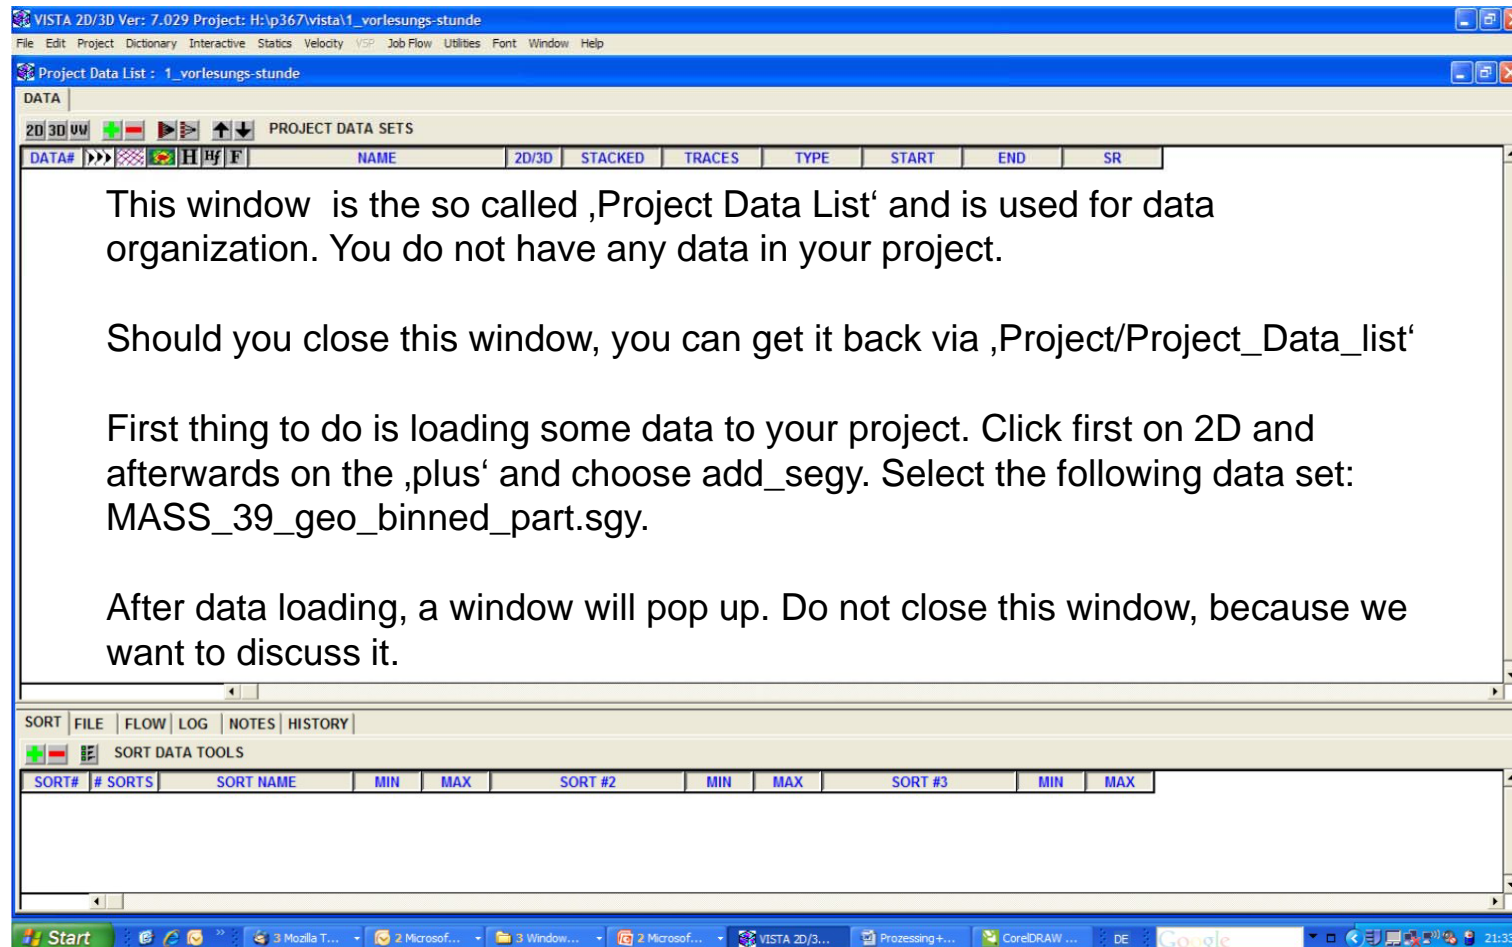 VISTA 2D/3D Ver: 7.029 Project: H:\p367\vista\1_vorlesungs-stunde
File Edit Project Dictionary Interactive Statics Velocity VSP Job Flow Utilities Font Window Help
Project Data List : 1_vorlesungs-stunde
DATA
2D 3D VW PROJECT DATA SETS
DATA# H Hf F NAME 2D/3D STACKED TRACES TYPE START END SR
This window is the so called ‚Project Data List‘ and is used for data
organization. You do not have any data in your project.
Should you close this window, you can get it back via ‚Project/Project_Data_list‘
First thing to do is loading some data to your project. Click first on 2D and
afterwards on the ‚plus‘ and choose add_segy. Select the following data set:
MASS_39_geo_binned_part.sgy.
After data loading, a window will pop up. Do not close this window, because we
want to discuss it.
SORT FILE FLOW LOG NOTES HISTORY
SORT DATA TOOLS
SORT# # SORTS SORT NAME MIN MAX SORT #2 MIN MAX SORT #3 MIN MAX
Start 3 Mozilla T... 2 Microsof... 3 Window... 2 Microsof... VISTA 2D/3... Prozessing+... CorelDRAW ... DE Google